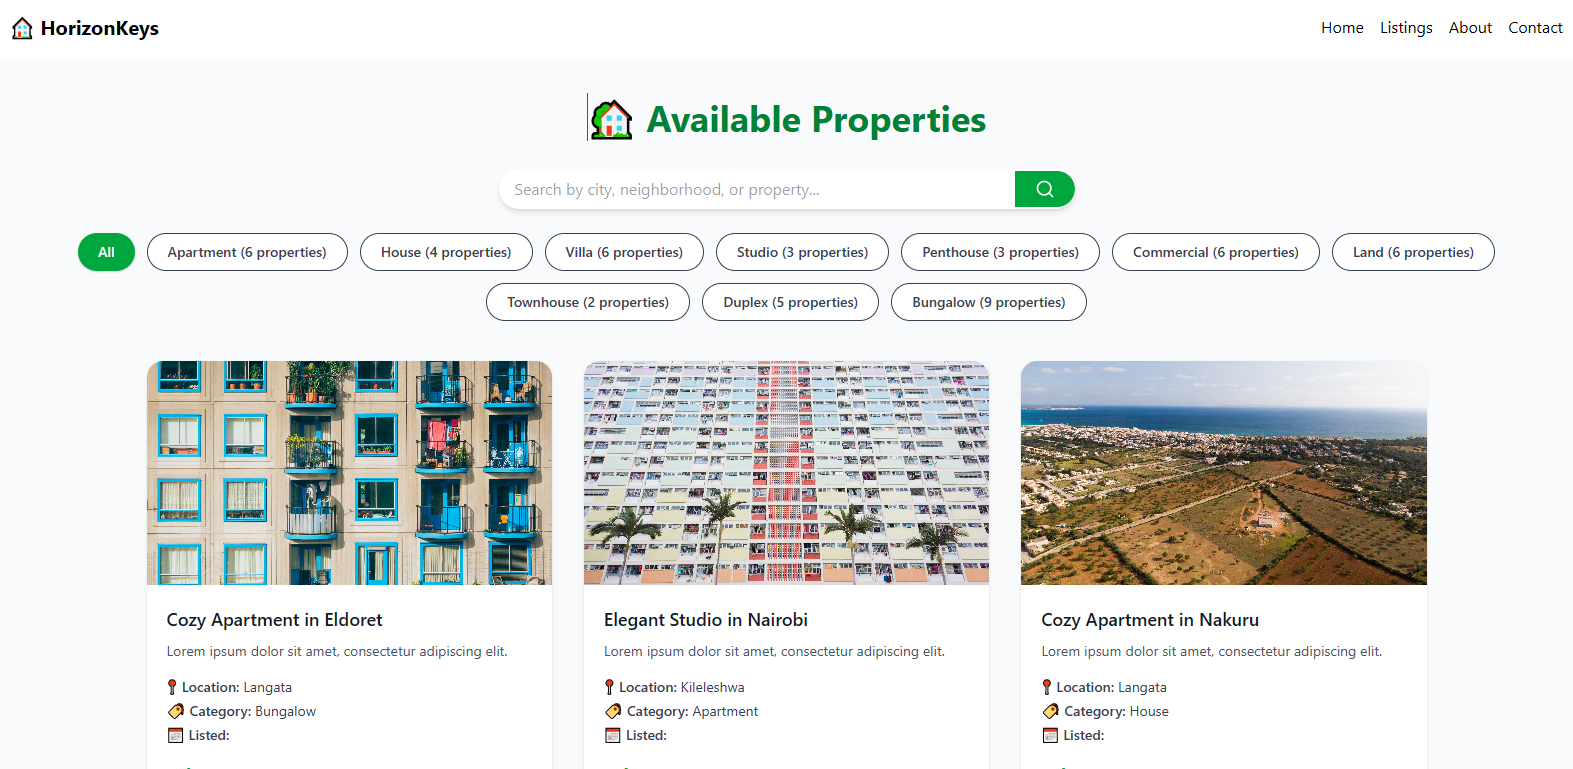 HorizonKeys
Home Listings About Contact
Available Properties
Search by city, neighborhood, or property...
All Apartment (6 properties) House (4 properties) Villa (6 properties) Studio (3 properties) Penthouse (3 properties) Commercial (6 properties) Land (6 properties)
Townhouse (2 properties) Duplex (5 properties) Bungalow (9 properties)
Cozy Apartment in Eldoret
Lorem ipsum dolor sit amet, consectetur adipiscing elit.
Location: Langata
Category: Bungalow
Listed:
Elegant Studio in Nairobi
Lorem ipsum dolor sit amet, consectetur adipiscing elit.
Location: Kileleshwa
Category: Apartment
Listed:
Cozy Apartment in Nakuru
Lorem ipsum dolor sit amet, consectetur adipiscing elit.
Location: Langata
Category: House
Listed: